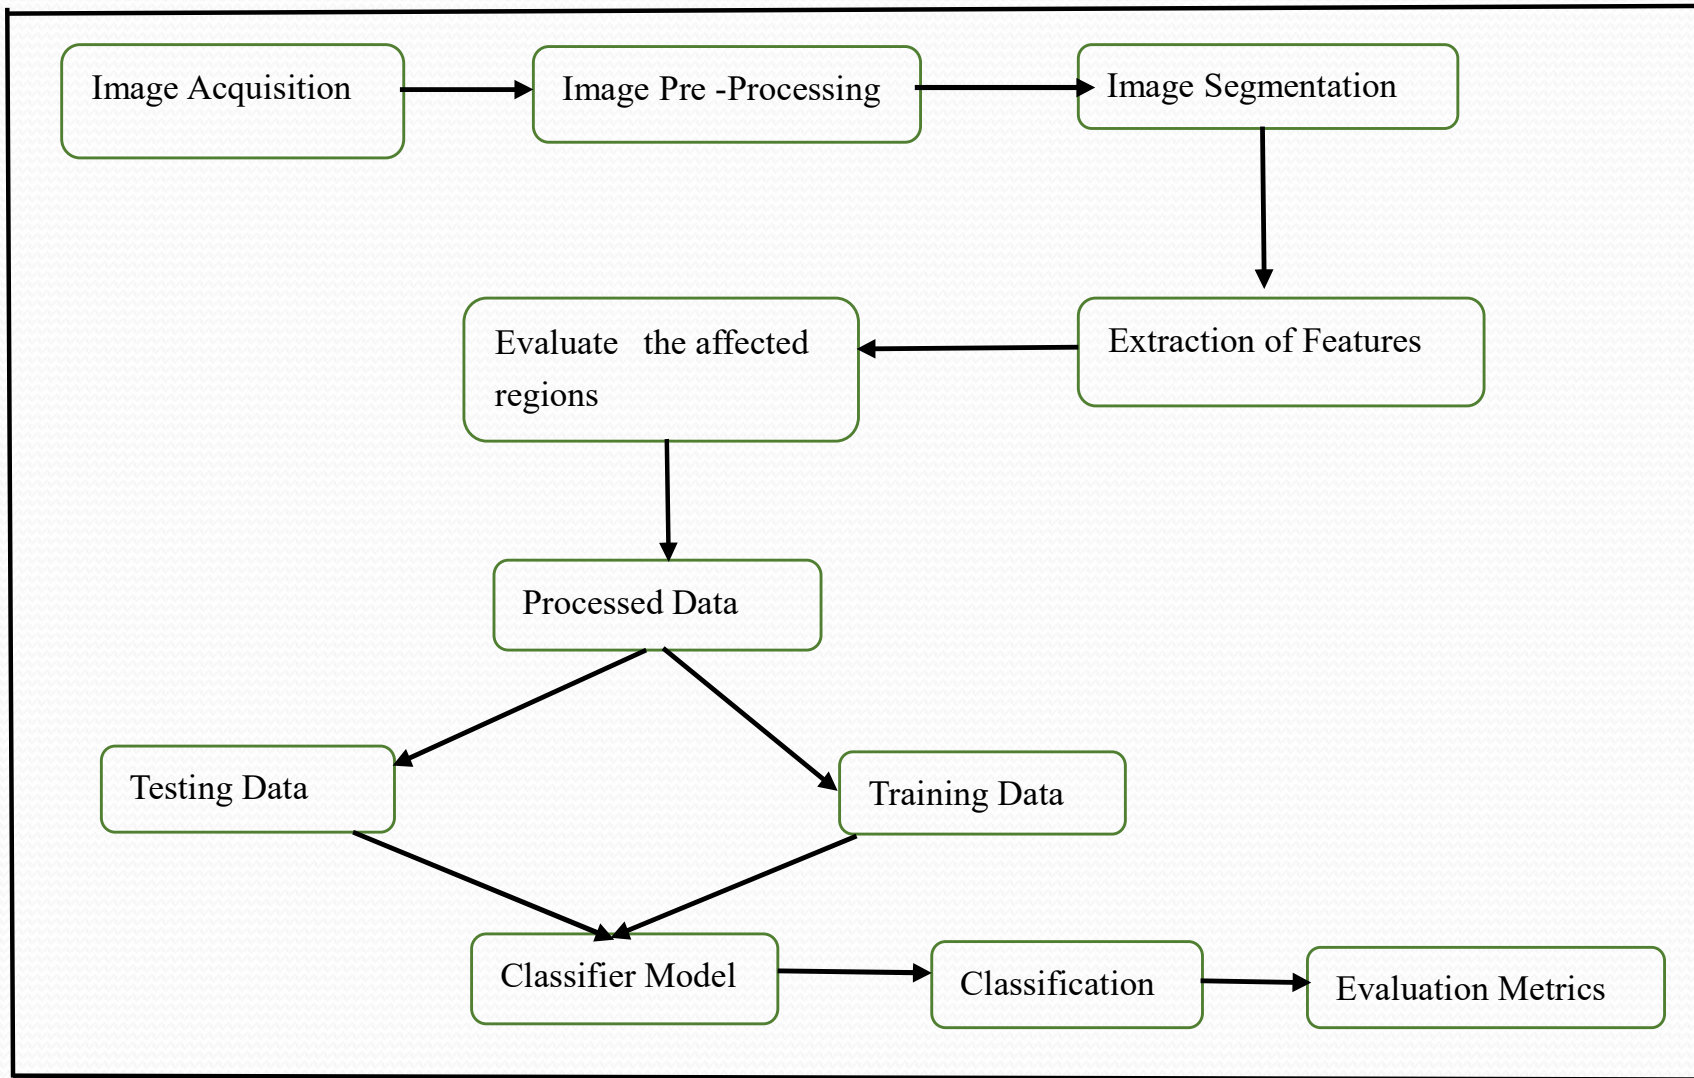 Image Acquisition
Image Pre -Processing
Image Segmentation
Extraction of Features
Evaluate the affected
regions
Processed Data
Testing Data
Training Data
Classifier Model
Classification
Evaluation Metrics